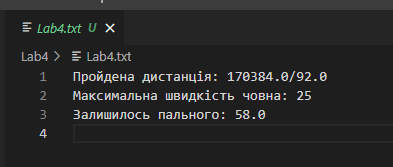 Lab4.txt U ×
Lab4 > Lab4.txt
1 Пройдена дистанція: 170384.0/92.0
2 Максимальна швидкість човна: 25
3 Залишилось пального: 58.0
4